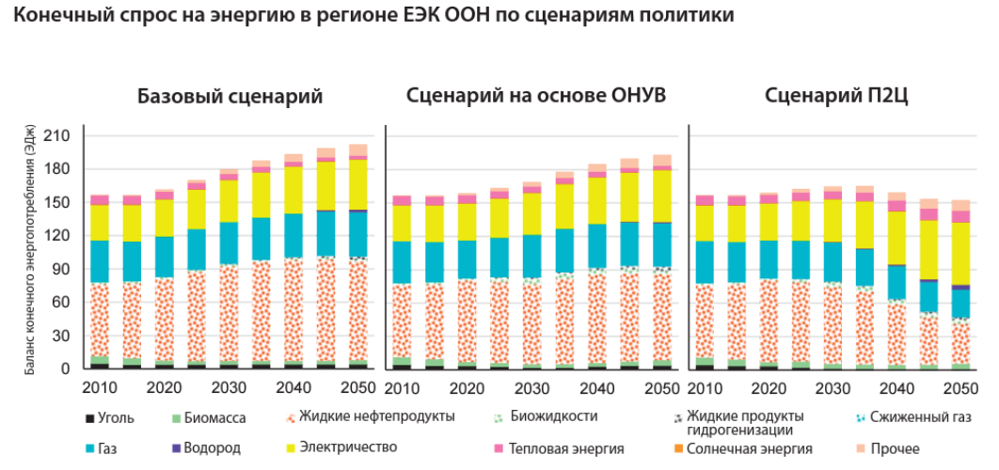 Конечный спрос на энергию в регионе ЕЭК ООН по сценариям политики
Базовый сценарий
Сценарий на основе ОНУВ
Сценарий П2Ц
Баланс конечного энергопотребления (ЭДж)
210
180
150
120
90
60
30
0
2010 2020 2030 2040 2050
2010 2020 2030 2040 2050
2010 2020 2030 2040 2050
Уголь
Биомасса
Жидкие нефтепродукты
Биожидкости
Жидкие продукты
гидрогенизации
Сжиженный газ
Газ
Водород
Электричество
Тепловая энергия
Солнечная энергия
Прочее